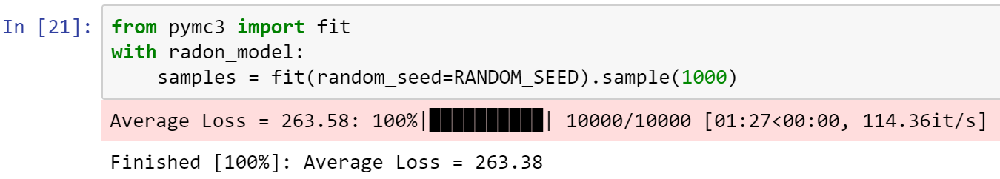 In [21]: from pymc3 import fit
with radon_model:
    samples = fit(random_seed=RANDOM_SEED).sample(1000)
Average Loss = 263.58: 100%|██████████| 10000/10000 [01:27<00:00, 114.36it/s]
Finished [100%]: Average Loss = 263.38